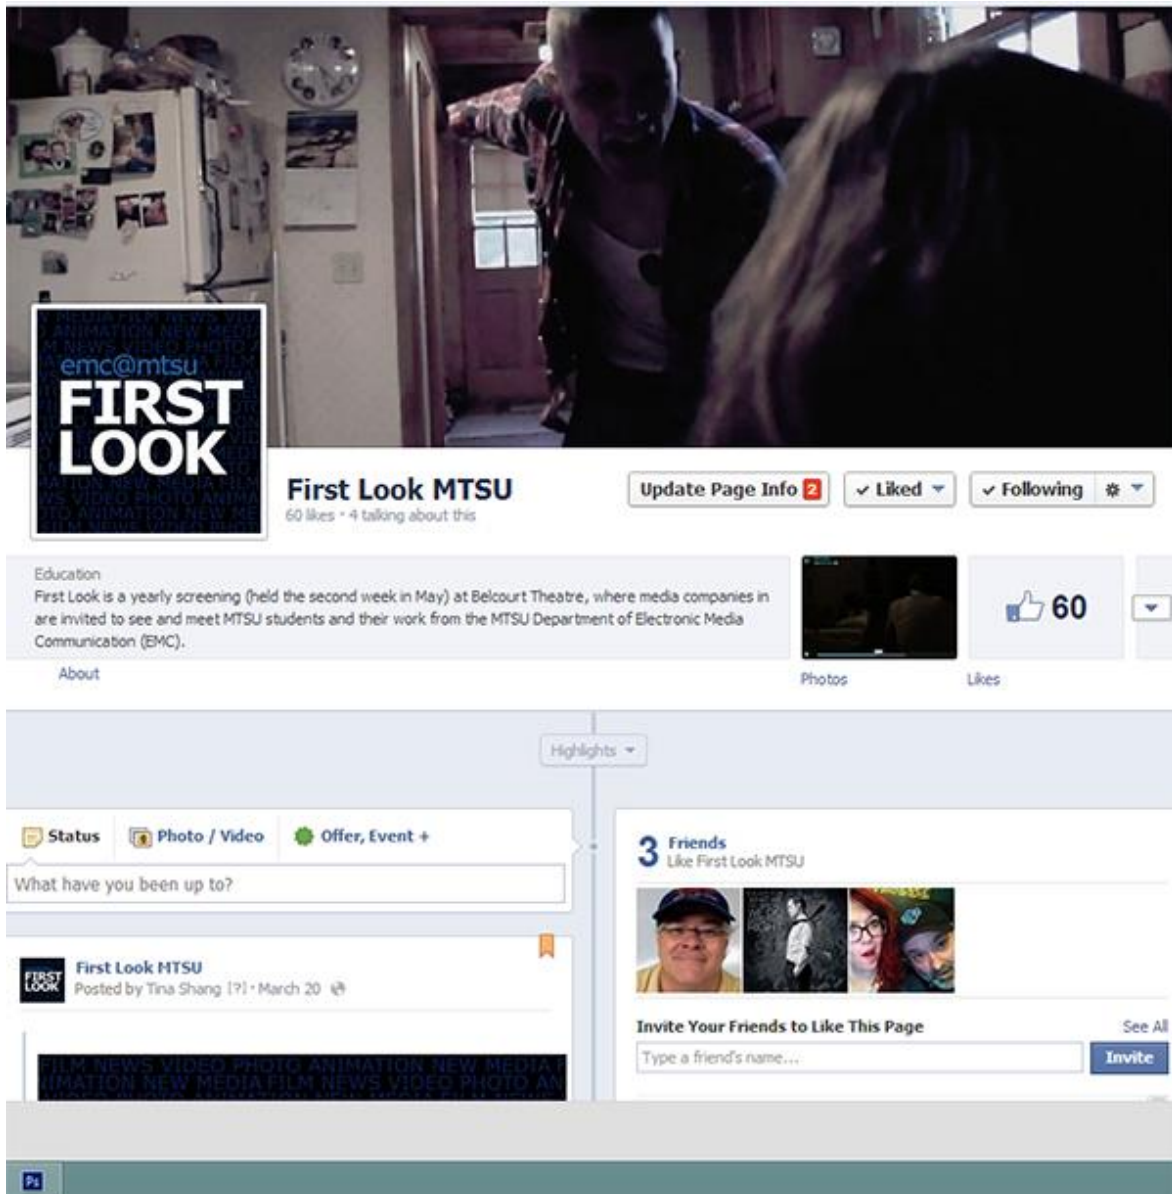 emc@mtsu
FIRST
LOOK
First Look MTSU
60 likes · 4 talking about this
Update Page Info 2
✓ Liked
✓ Following
Education
First Look is a yearly screening (held the second week in May) at Belcourt Theatre, where media companies in
are invited to see and meet MTSU students and their work from the MTSU Department of Electronic Media
Communication (EMC).
About
60
Photos
Likes
Highlights
Status
Photo / Video
Offer, Event +
What have you been up to?
3 Friends
Like First Look MTSU
FIRST
LOOK
First Look MTSU
Posted by Tina Shang [?] · March 20
FILM NEWS VIDEO PHOTO ANIMATION NEW MEDIA
NIMATION NEW MEDIA FILM NEWS VIDEO PHOTO AN
Invite Your Friends to Like This Page
See All
Type a friend's name...
Invite
Ps